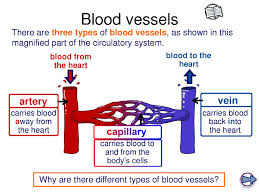 Blood vessels
There are three types of blood vessels, as shown in this
magnified part of the circulatory system.
blood from
the heart
blood to the
heart
artery
carries blood
away from
the heart
capillary
carries blood to
and from the
body's cells
vein
carries blood
back into
the heart
Why are there different types of blood vessels?